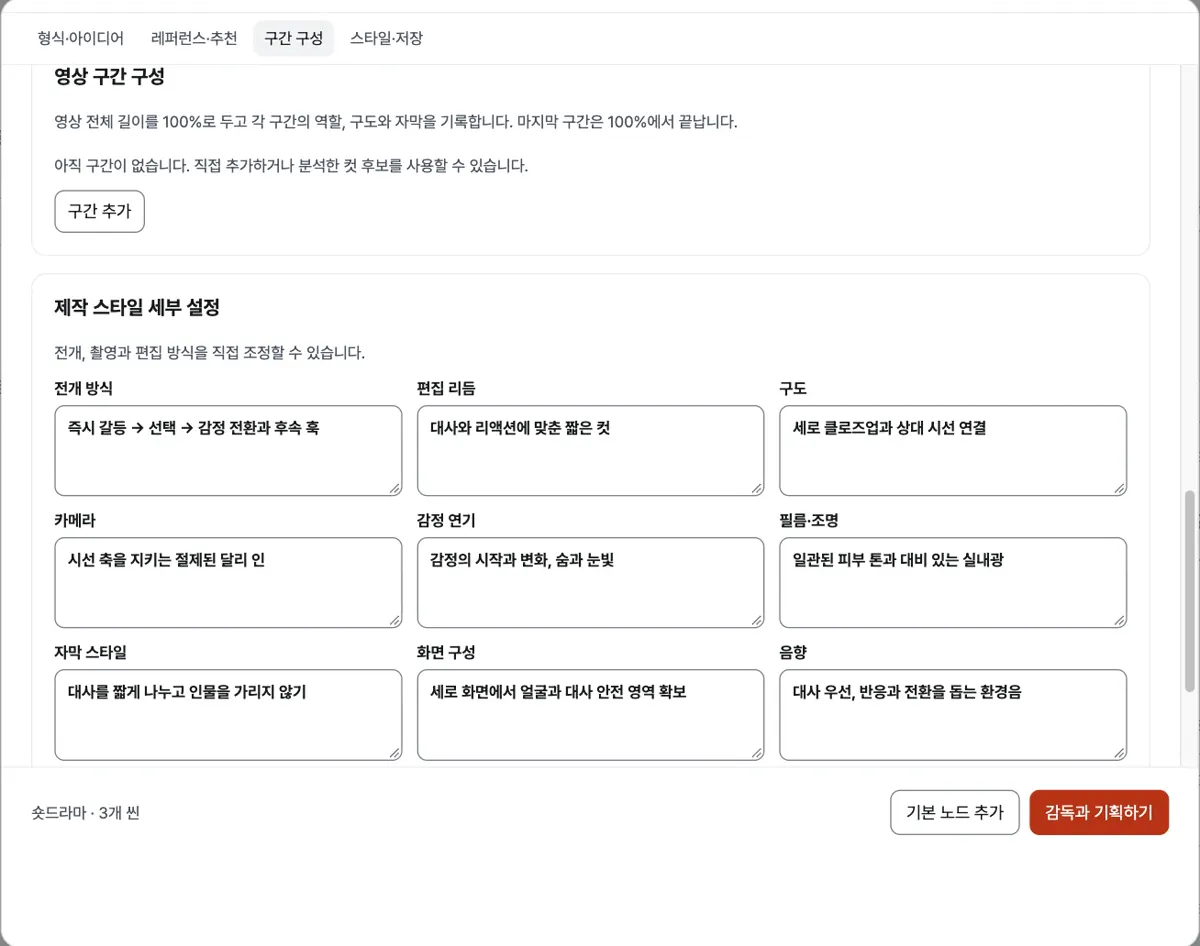 형식·아이디어
레퍼런스·추천
구간 구성
스타일·저장
영상 구간 구성
영상 전체 길이를 100%로 두고 각 구간의 역할, 구도와 자막을 기록합니다. 마지막 구간은 100%에서 끝납니다.
아직 구간이 없습니다. 직접 추가하거나 분석한 컷 후보를 사용할 수 있습니다.
구간 추가
제작 스타일 세부 설정
전개, 촬영과 편집 방식을 직접 조정할 수 있습니다.
전개 방식
즉시 갈등 → 선택 → 감정 전환과 후속 훅
편집 리듬
대사와 리액션에 맞춘 짧은 컷
구도
세로 클로즈업과 상대 시선 연결
카메라
시선 축을 지키는 절제된 달리 인
감정 연기
감정의 시작과 변화, 숨과 눈빛
필름·조명
일관된 피부 톤과 대비 있는 실내광
자막 스타일
대사를 짧게 나누고 인물을 가리지 않기
화면 구성
세로 화면에서 얼굴과 대사 안전 영역 확보
음향
대사 우선, 반응과 전환을 돕는 환경음
숏드라마 · 3개 씬
기본 노드 추가
감독과 기획하기